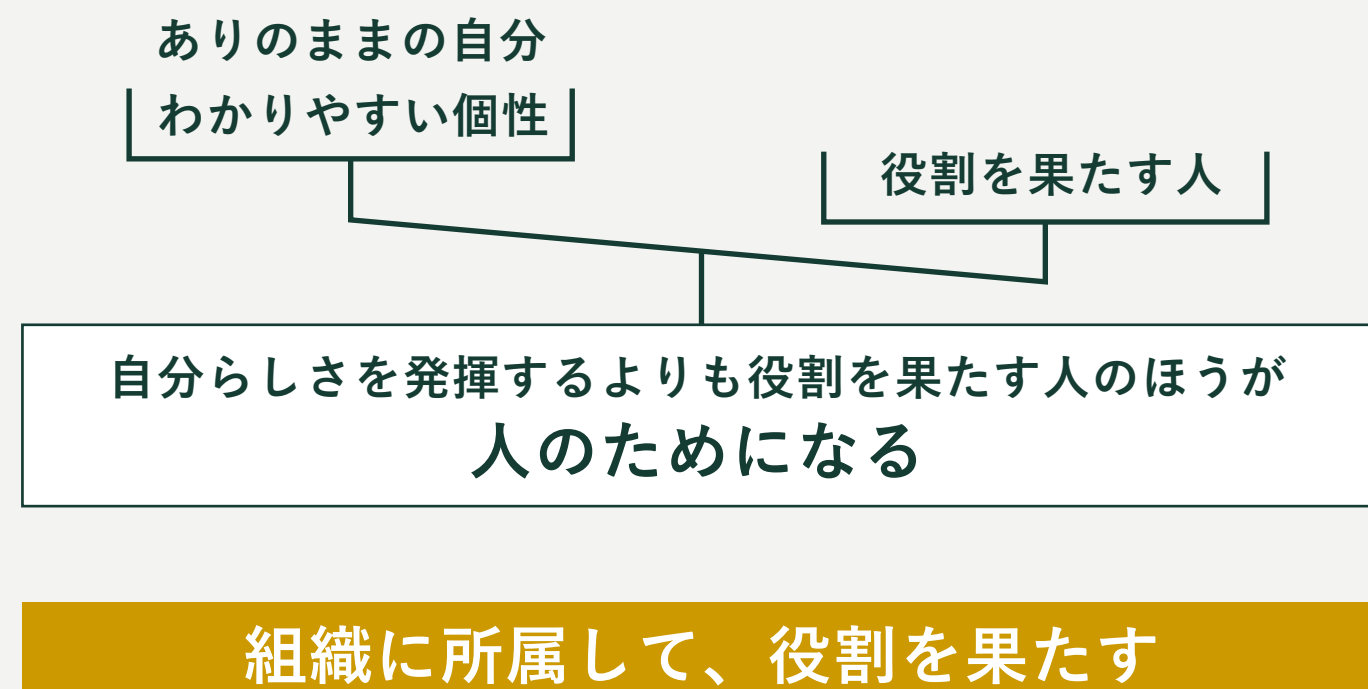 ありのままの自分
わかりやすい個性
役割を果たす人
自分らしさを発揮するよりも役割を果たす人のほうが
人のためになる
組織に所属して、役割を果たす